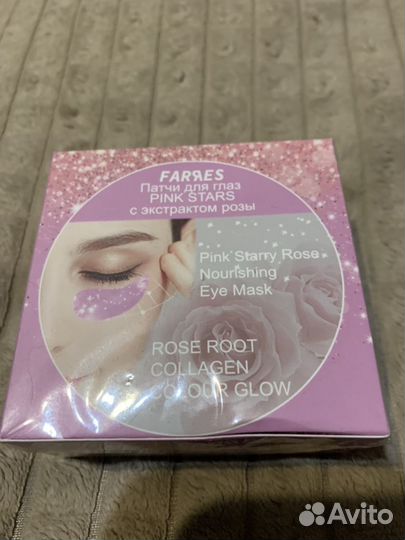 FARRES
Патчи для глаз
PINK STARS
с экстрактом розы
Pink Starry Rose
Nourishing
Eye Mask
ROSE ROOT
COLLAGEN
COLOUR GLOW
Avito